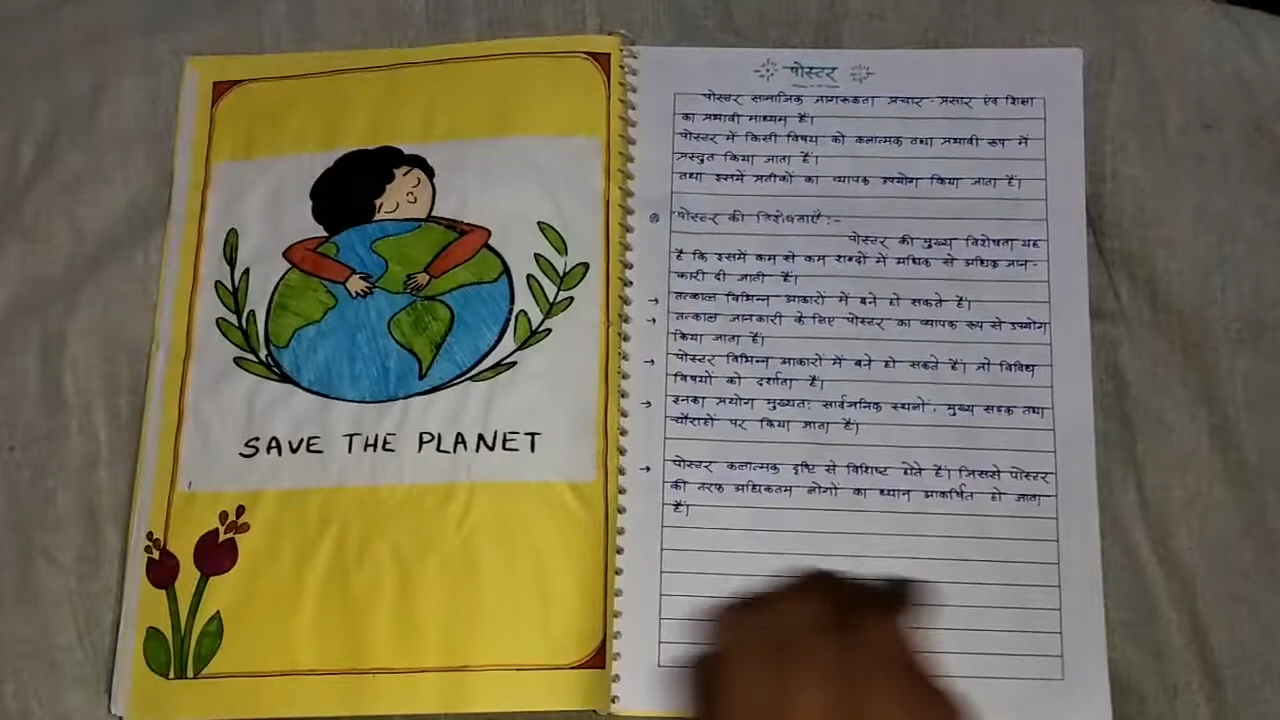 SAVE THE PLANET
पोस्टर
पोस्टर सामाजिक जागरूकता प्रचार-प्रसार एंव शिक्षा
का प्रभावी माध्यम हैं।
पोस्टर में किसी विषय को कलात्मक तथा प्रभावी रूप में
प्रस्तुत किया जाता हैं।
तथा इसमें प्रतीकों का व्यापक उपयोग किया जाता हैं।
पोस्टर की विशेषताएँ:-
पोस्टर की मुख्य विशेषता यह
है कि इसमें कम से कम शब्दों में अधिक से अधिक जान-
कारी दी जाती हैं।
→ तत्काल विभिन्न आकारों में बने हो सकते हैं।
→ तत्काल जानकारी के लिए पोस्टर का व्यापक रूप से उपयोग
किया जाता हैं।
→ पोस्टर विभिन्न आकारों में बने हो सकते हैं। जो विविध
विषयों को दर्शाता हैं।
→ इनका प्रयोग मुख्यत: सार्वजनिक स्थनों, मुख्य सड़क तथा
चौराहों पर किया जाता हैं।
→ पोस्टर कलात्मक दृष्टि से विशिष्ट होते हैं। जिससे पोस्टर
की तरफ अधिकतम लोगों का ध्यान आकर्षित हो जाता
हैं।